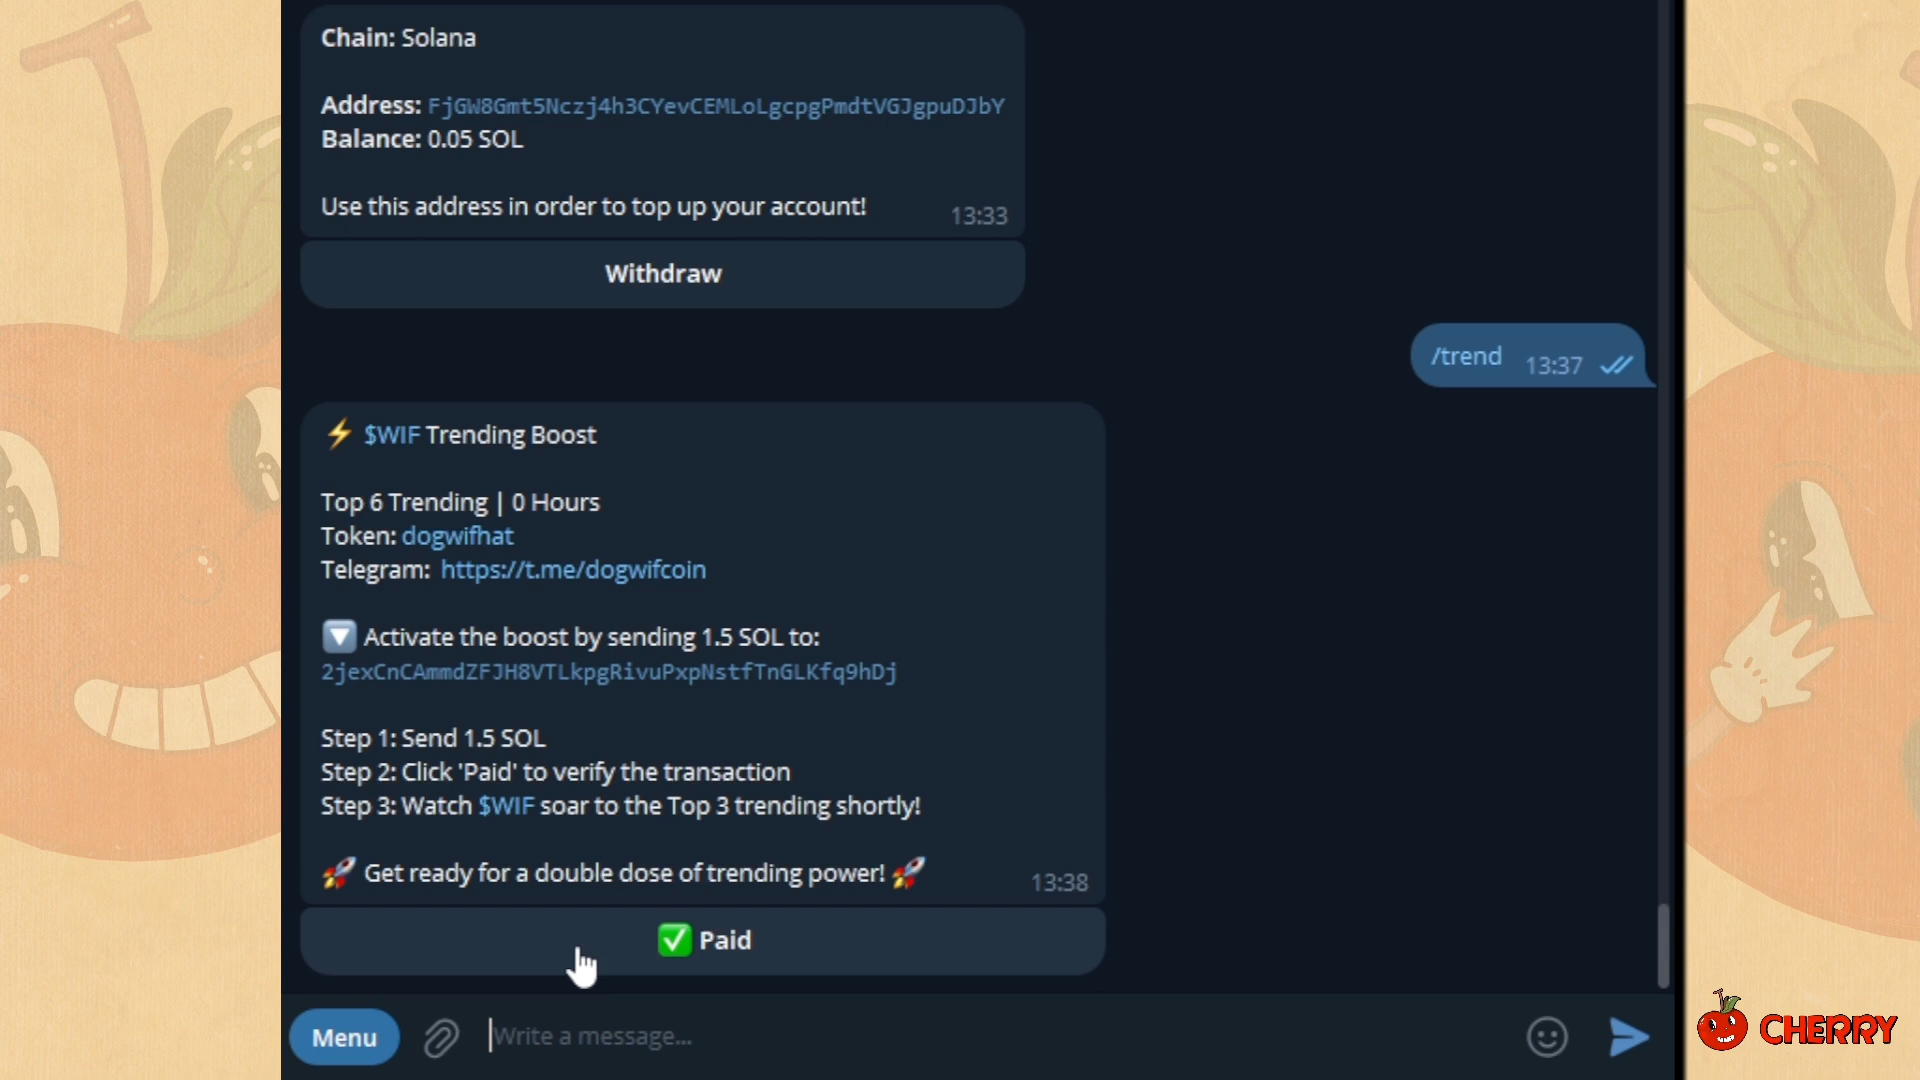 Chain: Solana
Address: FjGW8Gmt5Nczj4h3CYevCEMLoLgcpgPmdtVGJgpuDJbY
Balance: 0.05 SOL
Use this address in order to top up your account!
13:33
Withdraw
/trend 13:37
⚡ $WIF Trending Boost
Top 6 Trending | 0 Hours
Token: dogwifhat
Telegram: https://t.me/dogwifcoin
🔽 Activate the boost by sending 1.5 SOL to:
2jexCnCAmmdZFJH8VTLkpgRivuPxpNstfTnGLKfq9hDj
Step 1: Send 1.5 SOL
Step 2: Click 'Paid' to verify the transaction
Step 3: Watch $WIF soar to the Top 3 trending shortly!
🚀 Get ready for a double dose of trending power! 🚀
13:38
✅ Paid
Menu
Write a message...
CHERRY